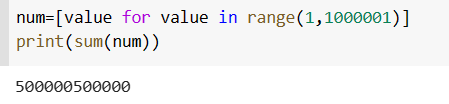 num=[value for value in range(1,1000001)]
print(sum(num))
500000500000